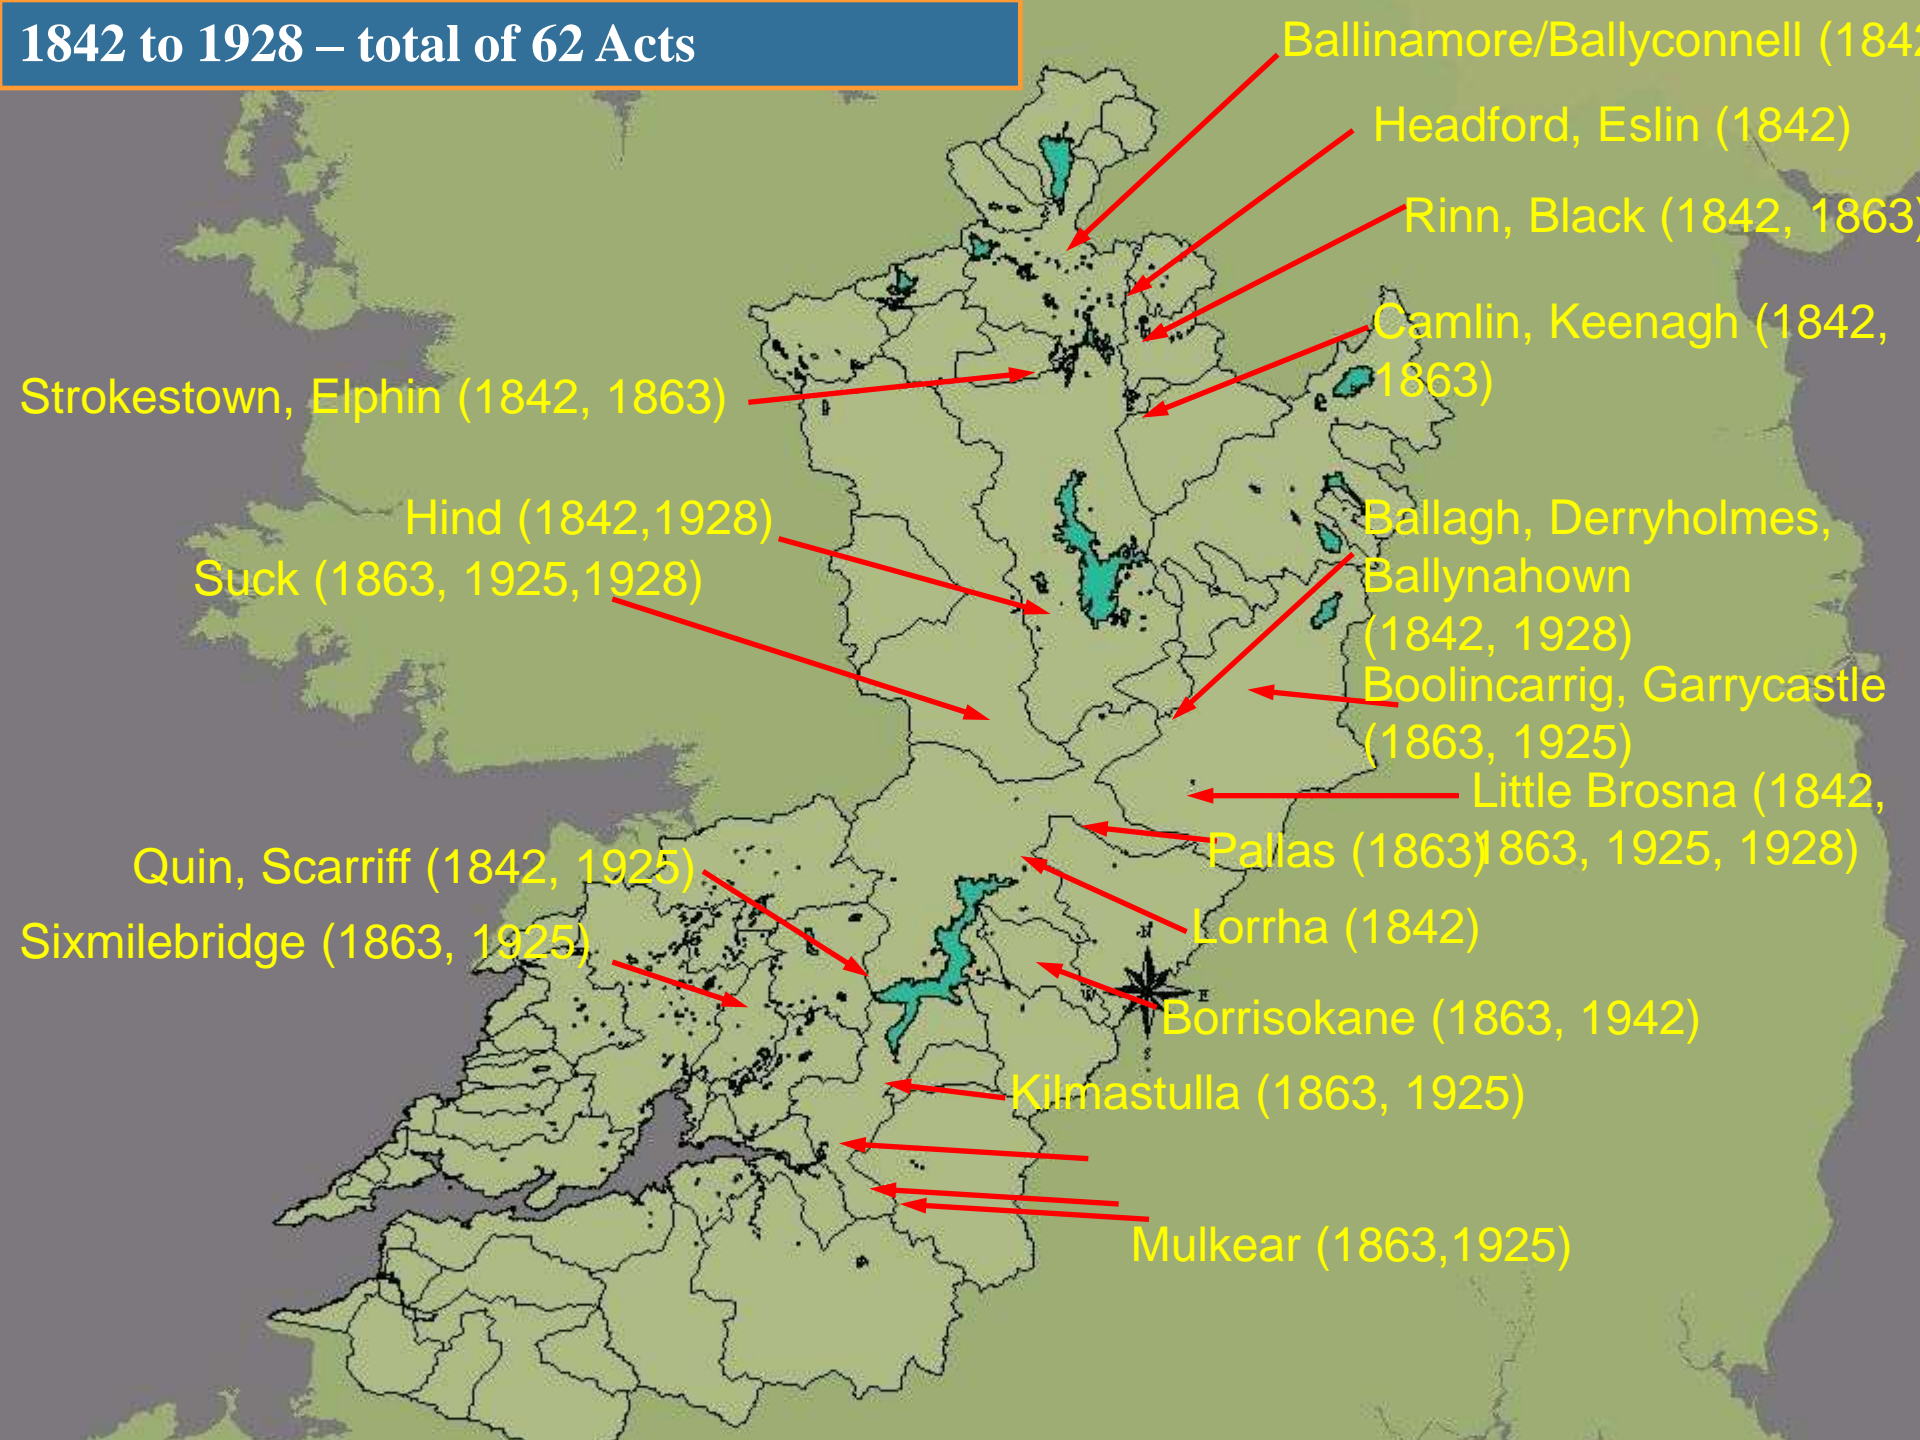 1842 to 1928 – total of 62 Acts
Ballinamore/Ballyconnell (1842
Headford, Eslin (1842)
Rinn, Black (1842, 1863)
Camlin, Keenagh (1842,
1863)
Strokestown, Elphin (1842, 1863)
Hind (1842,1928)
Suck (1863, 1925,1928)
Ballagh, Derryholmes,
Ballynahown
(1842, 1928)
Boolincarrig, Garrycastle
(1863, 1925)
Little Brosna (1842,
1863, 1925, 1928)
Pallas (1863)
Quin, Scarriff (1842, 1925)
Lorrha (1842)
Sixmilebridge (1863, 1925)
N
W
E
S
Borrisokane (1863, 1942)
Kilmastulla (1863, 1925)
Mulkear (1863,1925)